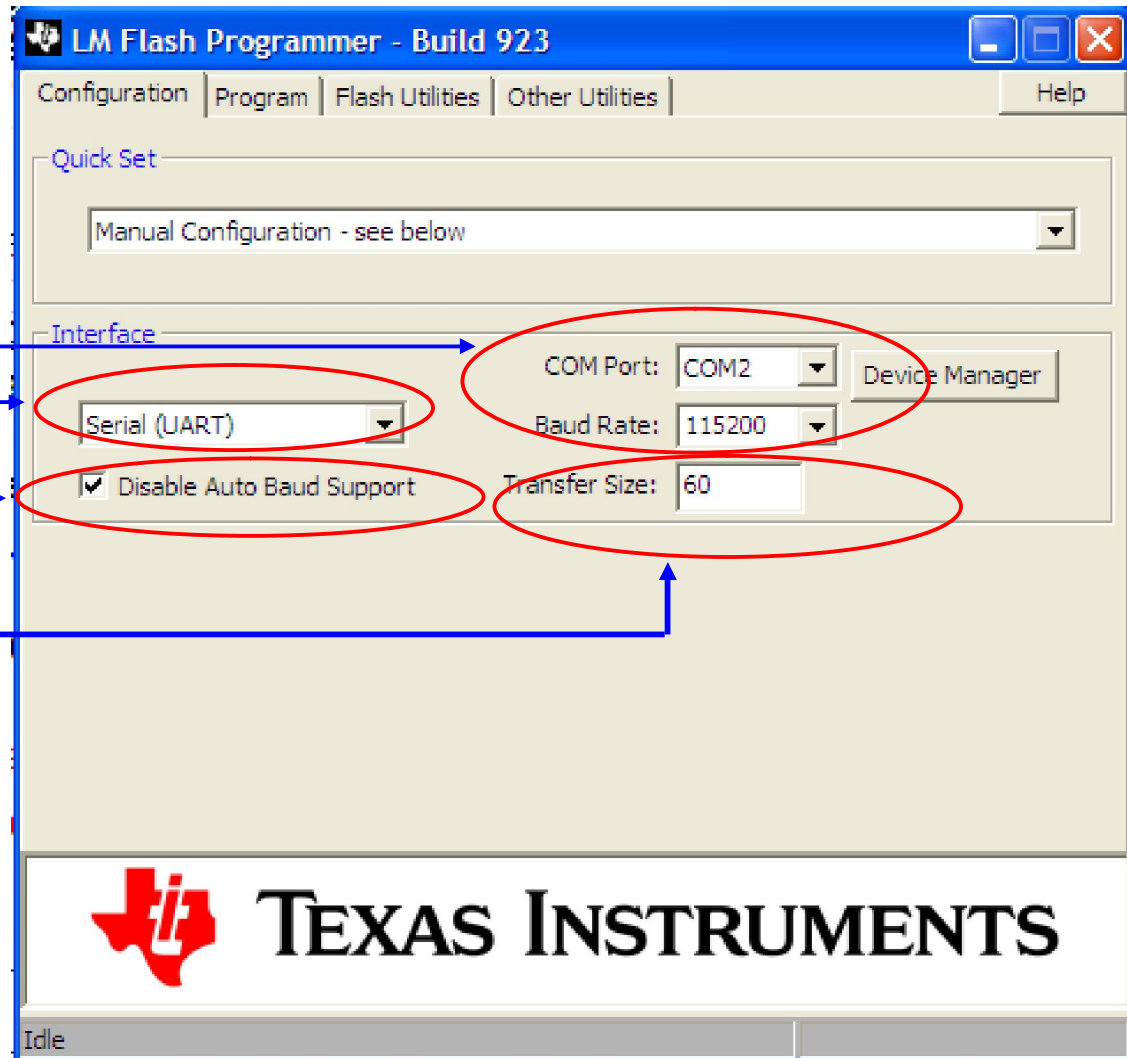 LM Flash Programmer - Build 923
Configuration Program Flash Utilities Other Utilities Help
Quick Set
Manual Configuration - see below
Interface
COM Port: COM2 Device Manager
Serial (UART) Baud Rate: 115200
Disable Auto Baud Support Transfer Size: 60
TEXAS INSTRUMENTS
Idle